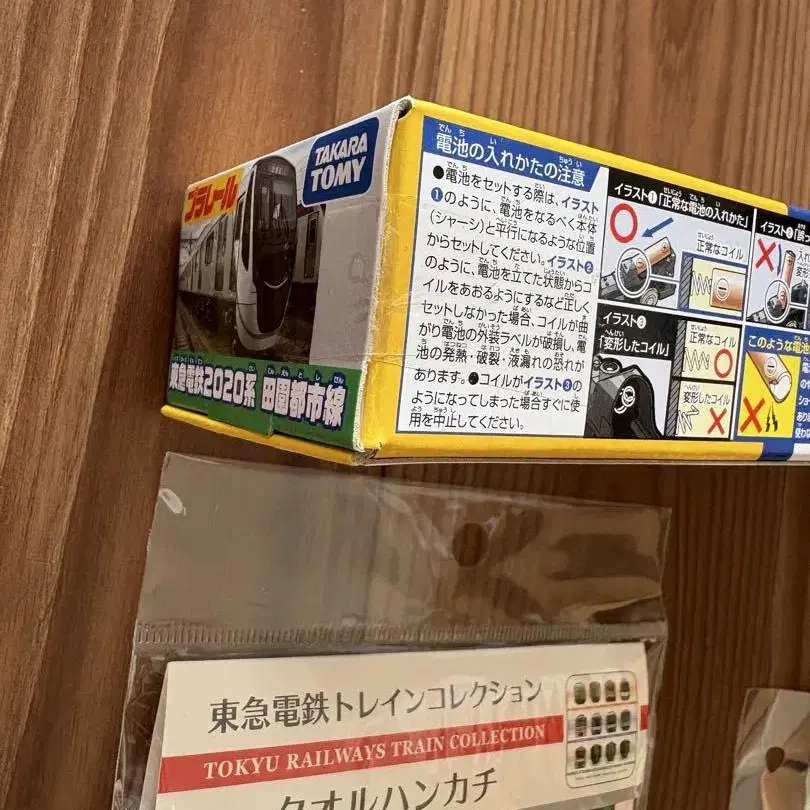 プラレール
TAKARA
TOMY
東急電鉄2020系 田園都市線
電池の入れかたの注意
●電池をセットする際は、イラスト
❶のように、電池をなるべく本体
(シャーシ)と平行になるような位置
からセットしてください。イラスト❷
のように、電池を立てた状態からコ
イルをあおるようにするなど正しく
セットしなかった場合、コイルが曲
がり電池の外装ラベルが破損し、電
池の発熱・破裂・液漏れの恐れが
あります。●コイルがイラスト❸の
ようになってしまった場合すぐに使
用を中止してください。
イラスト❶「正常な電池の入れかた」
正常なコイル
イラスト❷「誤っ
イラスト❸
「変形したコイル」
正常なコイル
変形したコイル
このような電池
東急電鉄トレインコレクション
TOKYU RAILWAYS TRAIN COLLECTION
タオルハンカチ